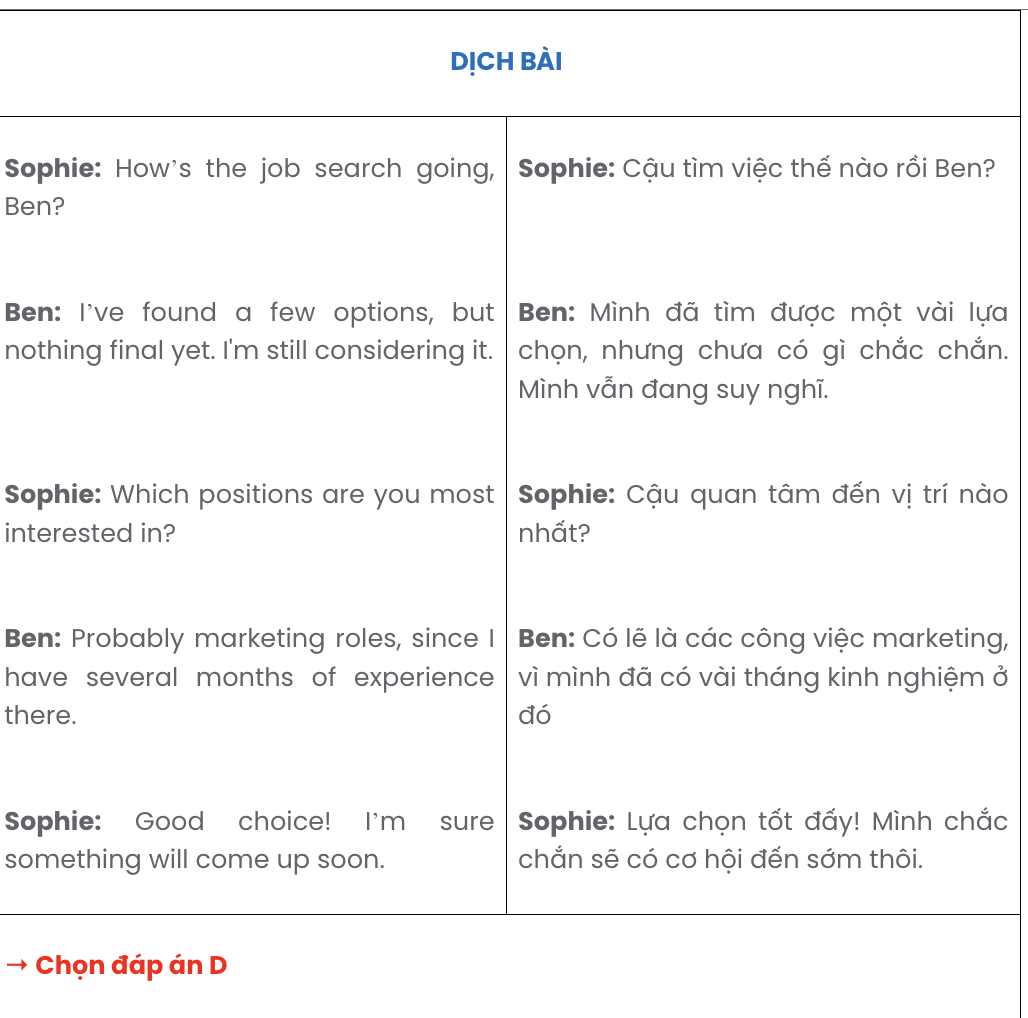 DỊCH BÀI
Sophie: How’s the job search going,
Ben?
Sophie: Cậu tìm việc thế nào rồi Ben?
Ben: I’ve found a few options, but
nothing final yet. I'm still considering it.
Ben: Mình đã tìm được một vài lựa
chọn, nhưng chưa có gì chắc chắn.
Mình vẫn đang suy nghĩ.
Sophie: Which positions are you most
interested in?
Sophie: Cậu quan tâm đến vị trí nào
nhất?
Ben: Probably marketing roles, since I
have several months of experience
there.
Ben: Có lẽ là các công việc marketing,
vì mình đã có vài tháng kinh nghiệm ở
đó
Sophie: Good choice! I’m sure
something will come up soon.
Sophie: Lựa chọn tốt đấy! Mình chắc
chắn sẽ có cơ hội đến sớm thôi.
→ Chọn đáp án D